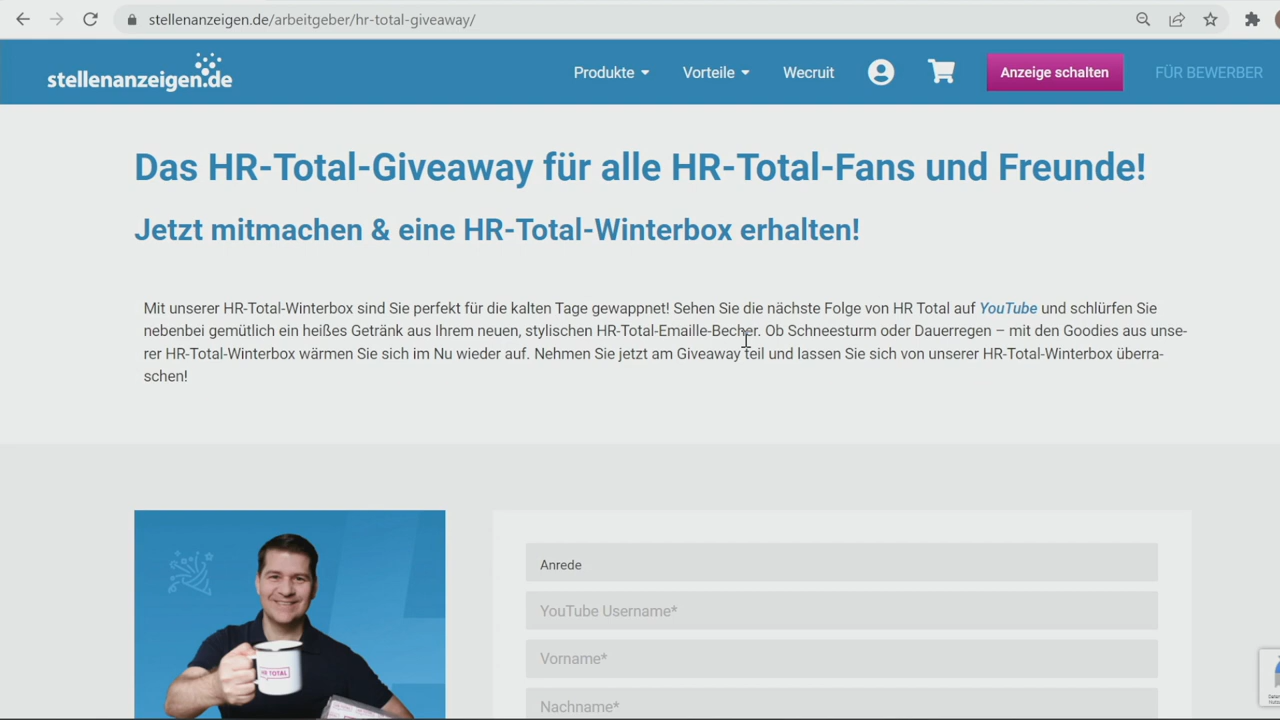 stellenanzeigen.de/arbeitgeber/hr-total-giveaway/
stellenanzeigen.de
Produkte
Vorteile
Wecruit
Anzeige schalten
FÜR BEWERBER
Das HR-Total-Giveaway für alle HR-Total-Fans und Freunde!
Jetzt mitmachen & eine HR-Total-Winterbox erhalten!
Mit unserer HR-Total-Winterbox sind Sie perfekt für die kalten Tage gewappnet! Sehen Sie die nächste Folge von HR Total auf YouTube und schlürfen Sie
nebenbei gemütlich ein heißes Getränk aus Ihrem neuen, stylischen HR-Total-Emaille-Becher. Ob Schneesturm oder Dauerregen – mit den Goodies aus unse-
rer HR-Total-Winterbox wärmen Sie sich im Nu wieder auf. Nehmen Sie jetzt am Giveaway teil und lassen Sie sich von unserer HR-Total-Winterbox überra-
schen!
Anrede
YouTube Username*
Vorname*
HR TOTAL
Nachname*